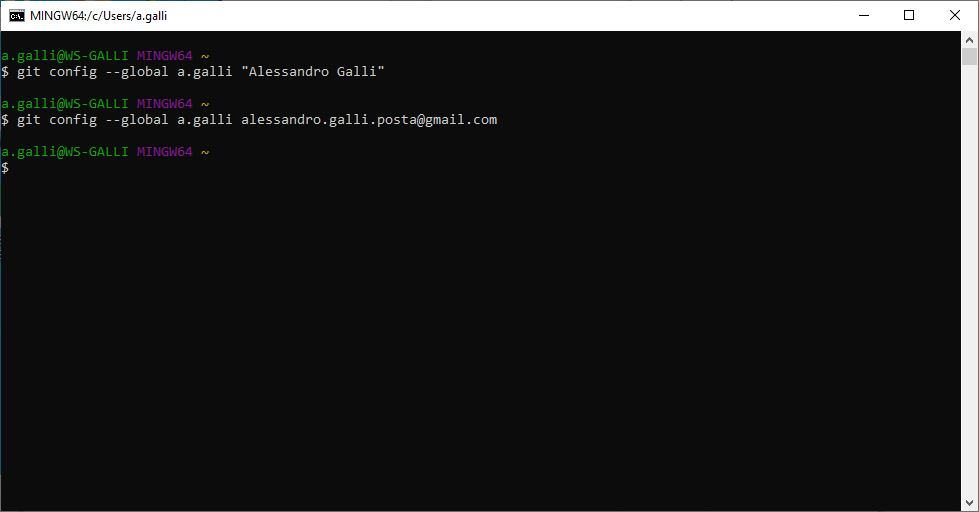 MINGW64:/c/Users/a.galli
a.galli@WS-GALLI MINGW64 ~
$ git config --global a.galli "Alessandro Galli"
a.galli@WS-GALLI MINGW64 ~
$ git config --global a.galli alessandro.galli.posta@gmail.com
a.galli@WS-GALLI MINGW64 ~
$